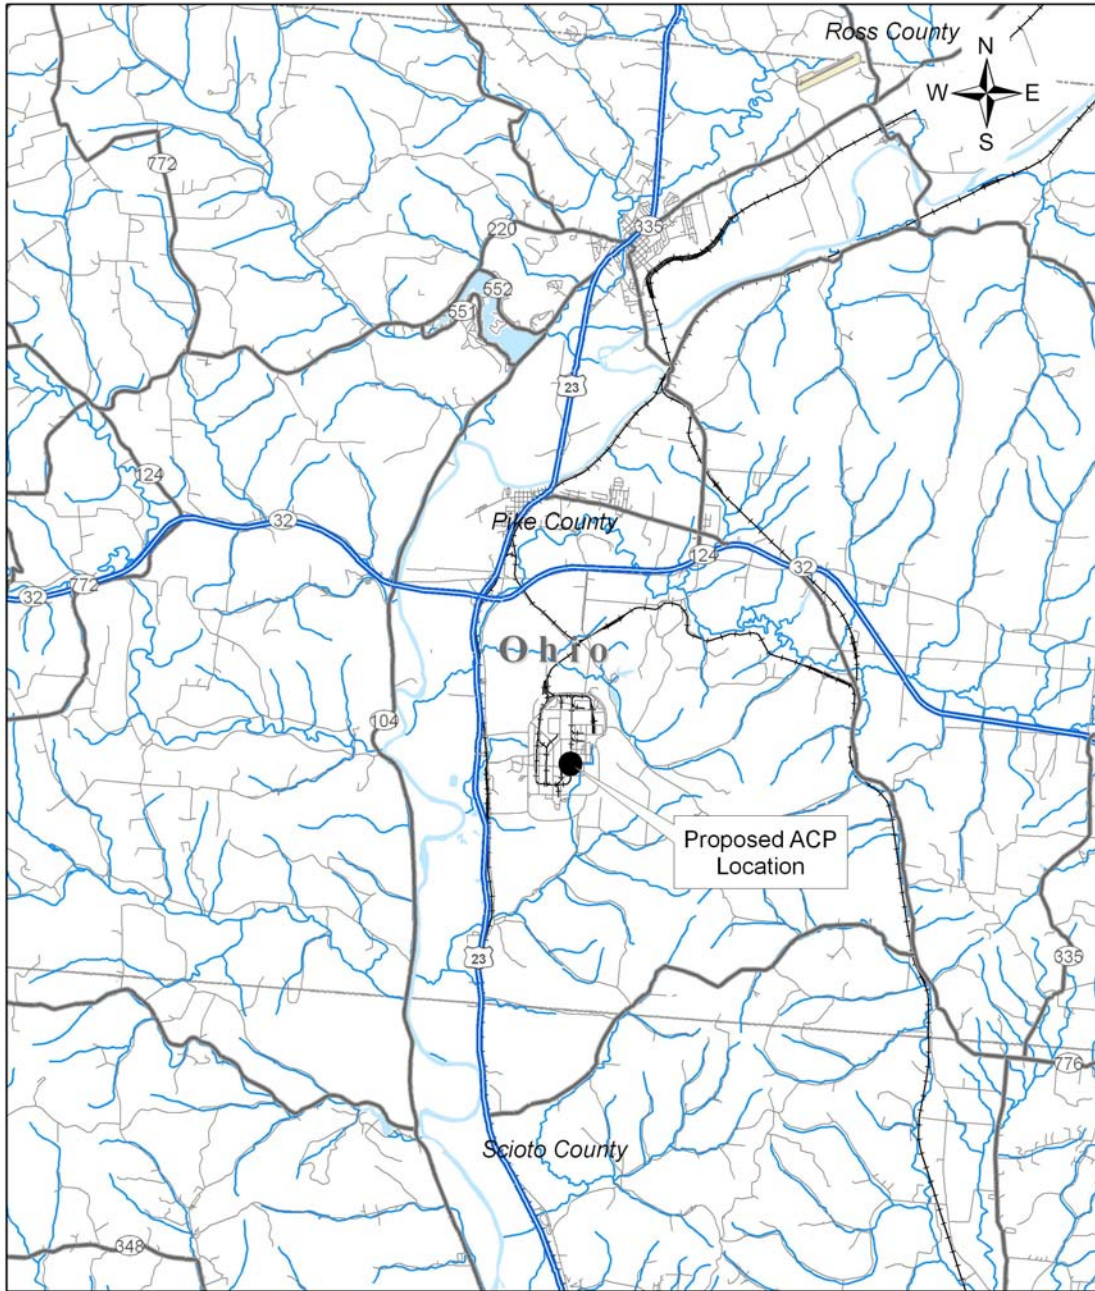 Ross County
N
W E
S
772
220
335
552
551
23
124
Pike County
32
124
32
772
32
Ohio
104
Proposed ACP
Location
23
335
776
Scioto County
348